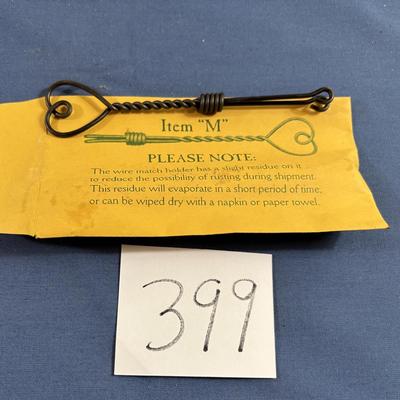 Item "M"
PLEASE NOTE:
The wire match holder has a slight residue on it
to reduce the possibility of rusting during shipment.
This residue will evaporate in a short period of time,
or can be wiped dry with a napkin or paper towel.
399